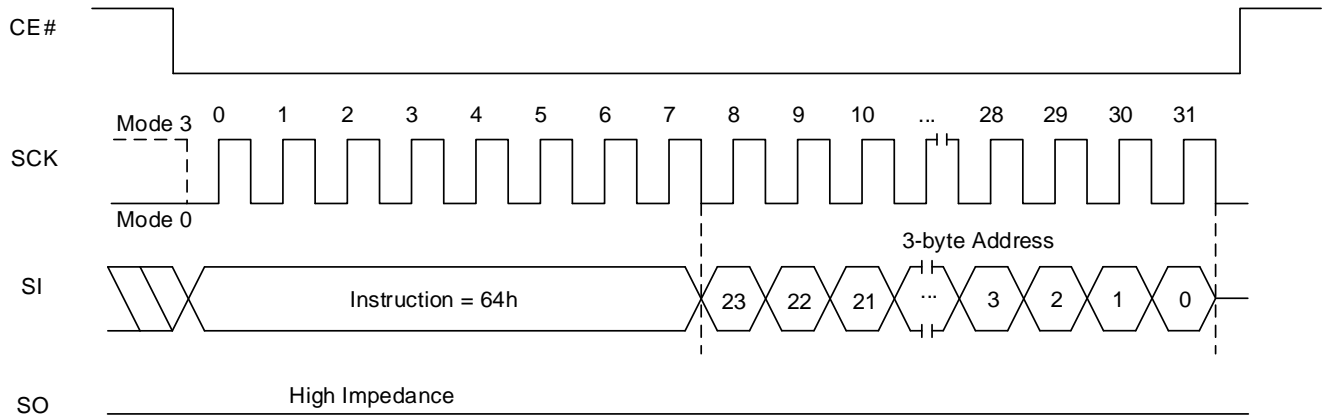 CE#
0 1 2 3 4 5 6 7 8 9 10 ... 28 29 30 31
Mode 3
SCK
Mode 0
3-byte Address
SI
Instruction = 64h 23 22 21 ... 3 2 1 0
High Impedance
SO